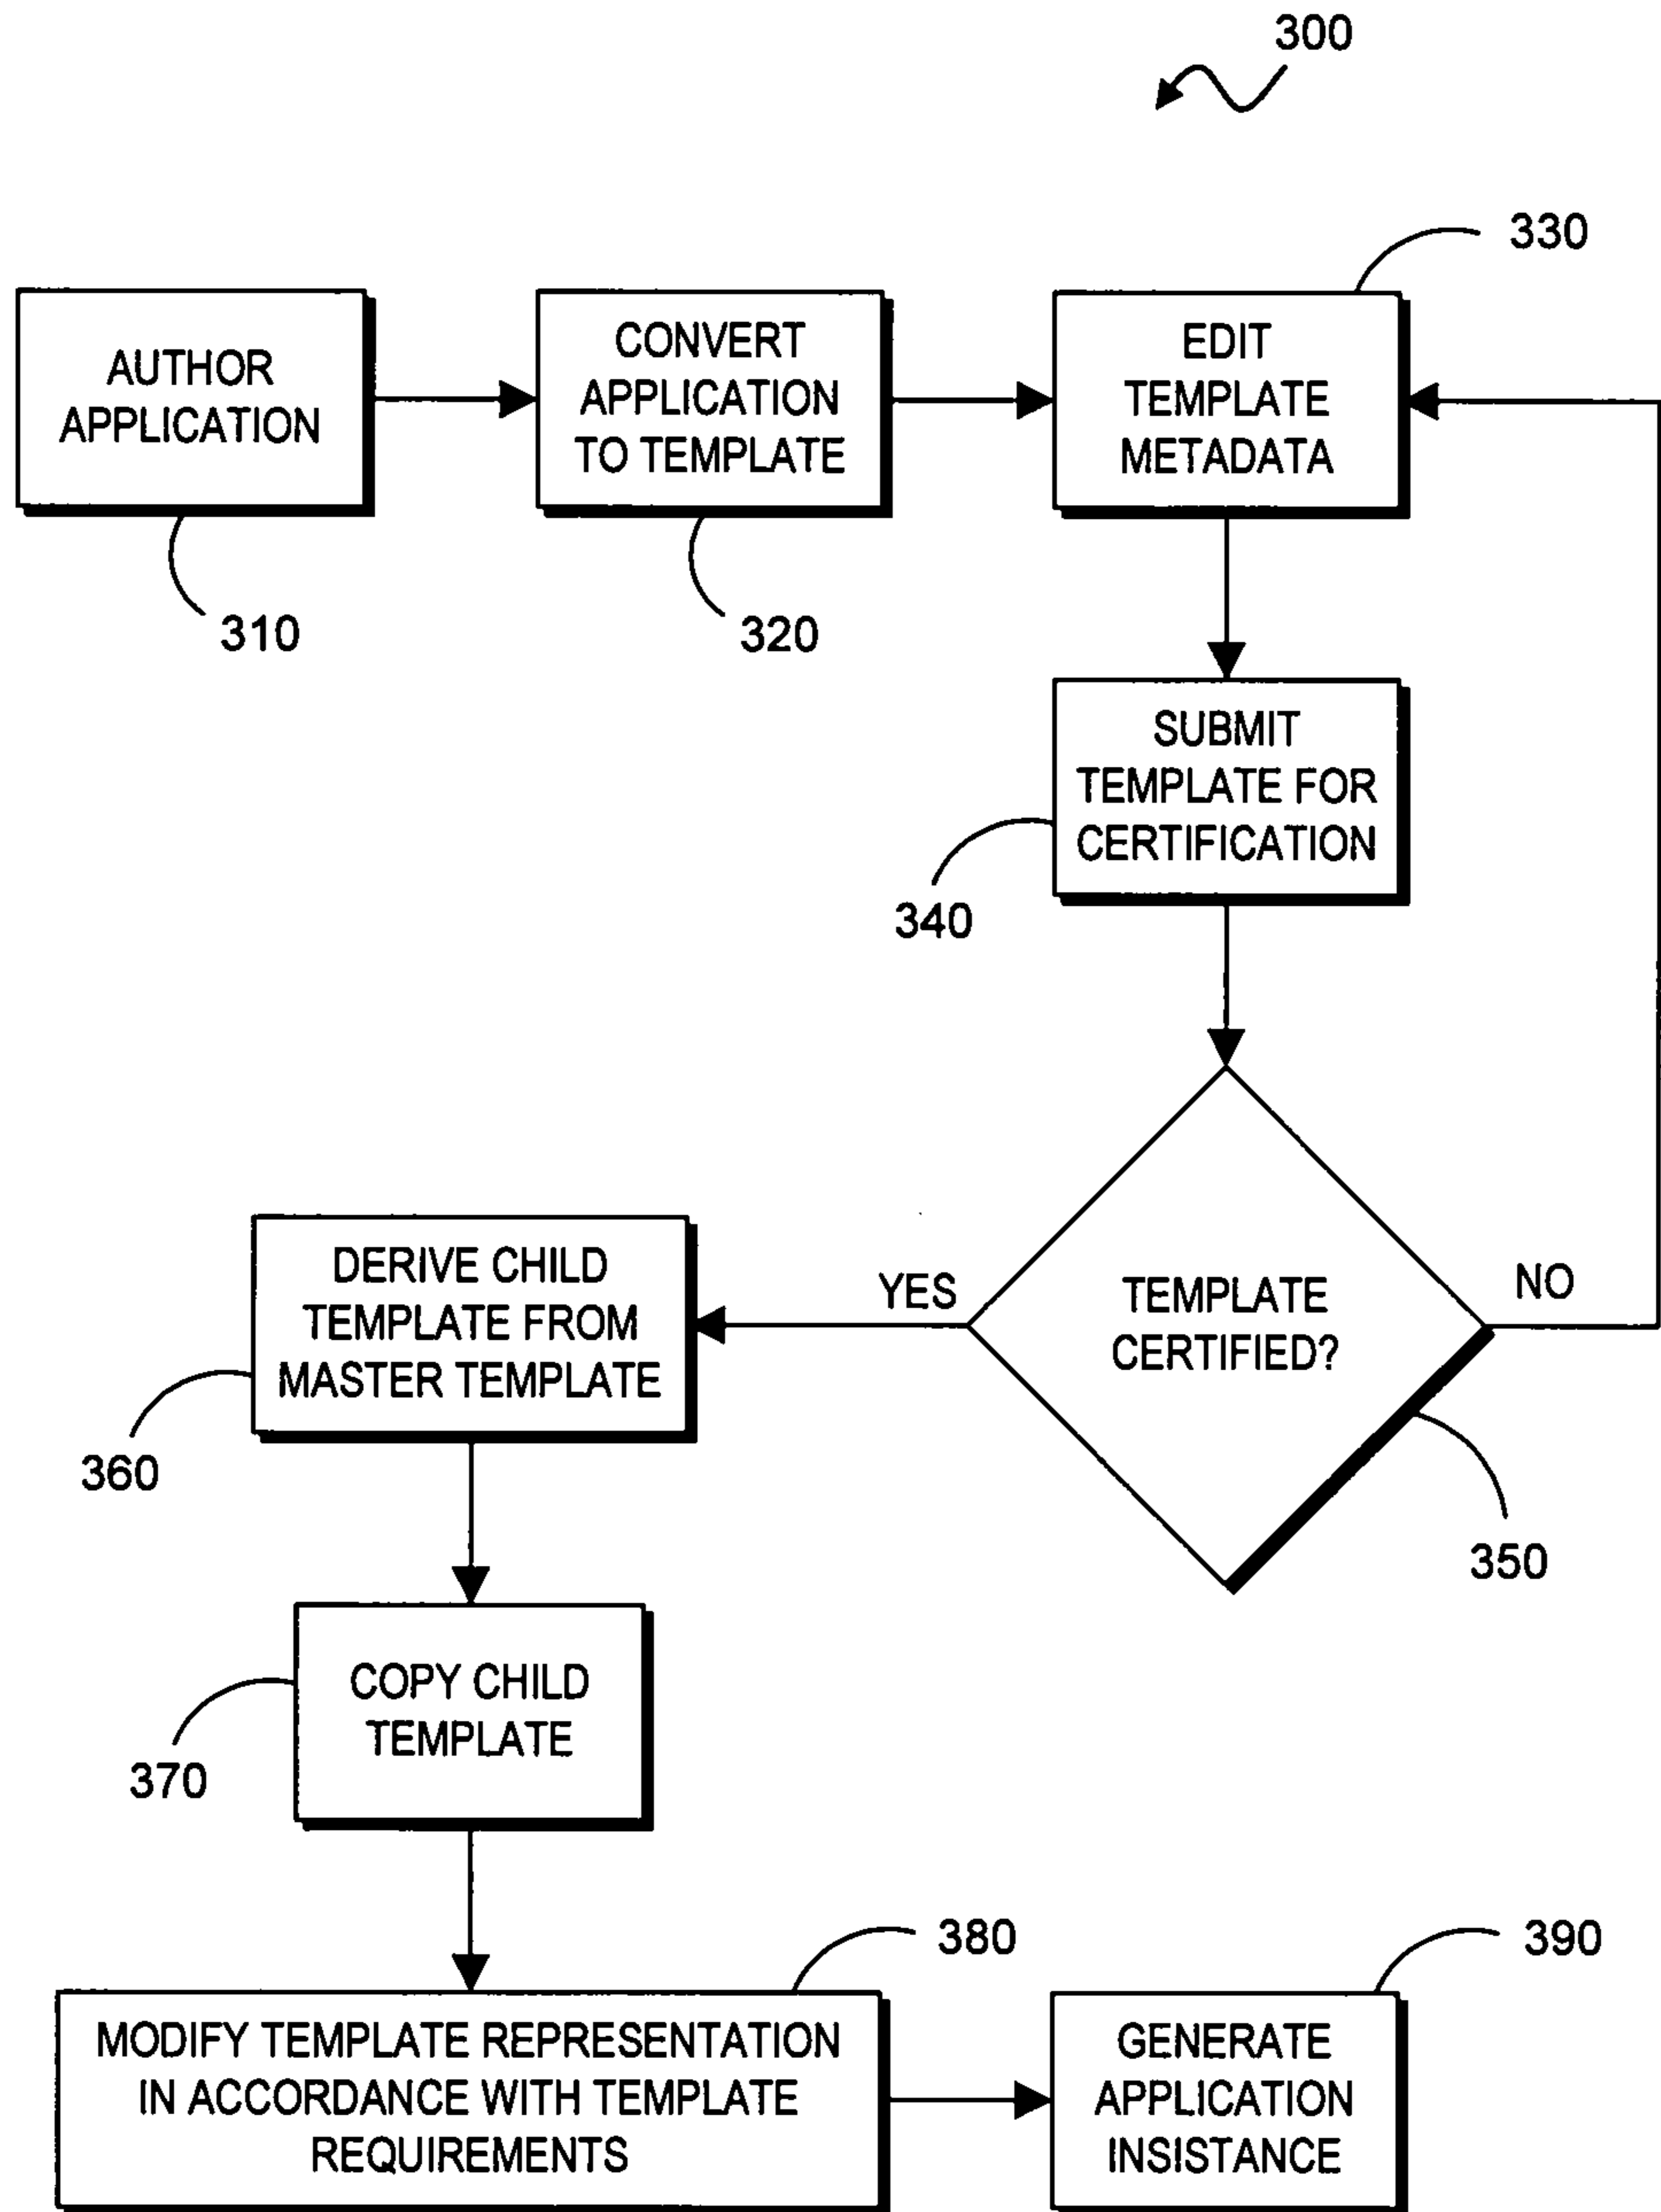 300
330
AUTHOR
APPLICATION
310
CONVERT
APPLICATION
TO TEMPLATE
320
EDIT
TEMPLATE
METADATA
SUBMIT
TEMPLATE FOR
CERTIFICATION
340
TEMPLATE
CERTIFIED?
350
NO
YES
DERIVE CHILD
TEMPLATE FROM
MASTER TEMPLATE
360
COPY CHILD
TEMPLATE
370
MODIFY TEMPLATE REPRESENTATION
IN ACCORDANCE WITH TEMPLATE
REQUIREMENTS
380
GENERATE
APPLICATION
INSISTANCE
390